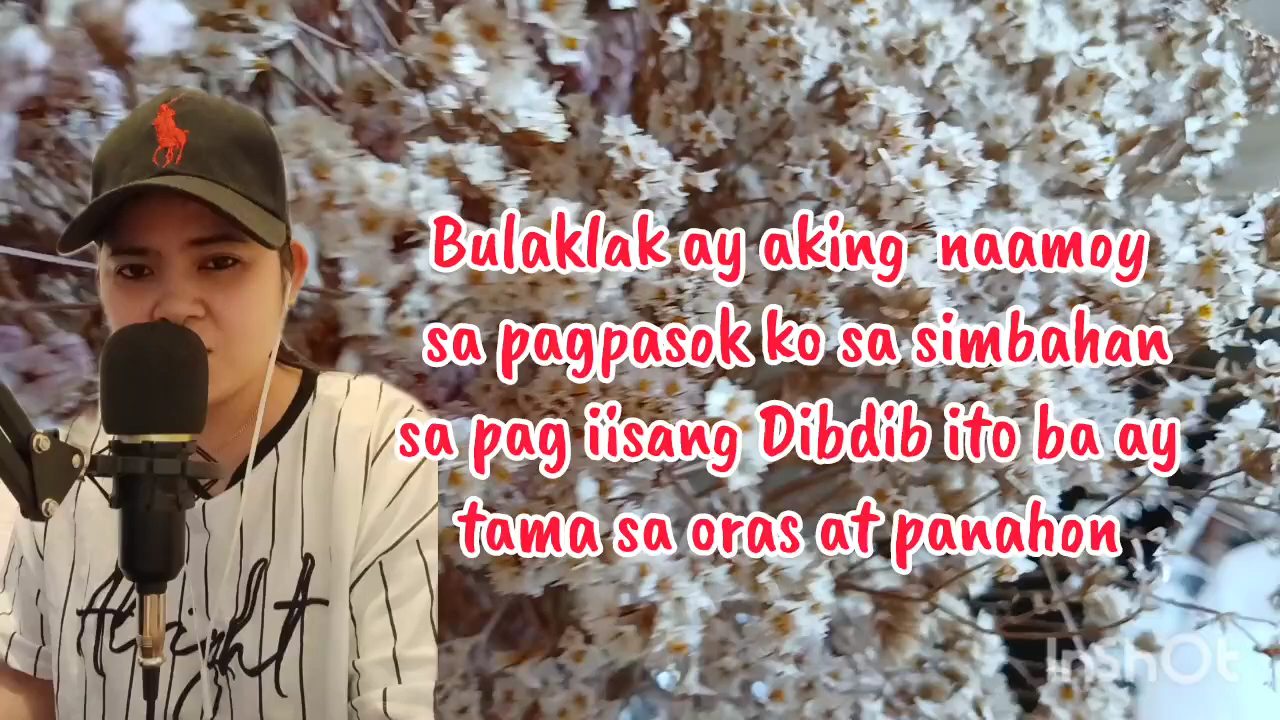 Bulaklak ay aking naamoy
sa pagpasok ko sa simbahan
sa pag iisang Dibdib ito ba ay
tama sa oras at panahon
Alright
InshOt